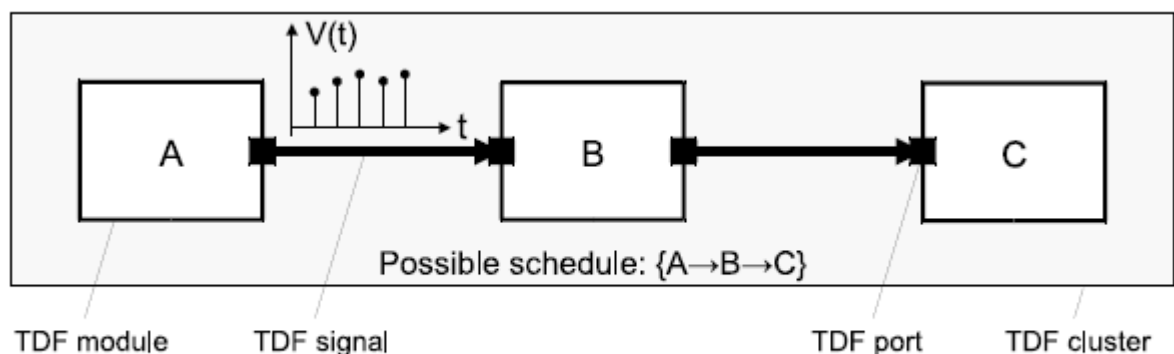 V(t)
t
A
B
C
Possible schedule: {A→B→C}
TDF module
TDF signal
TDF port
TDF cluster